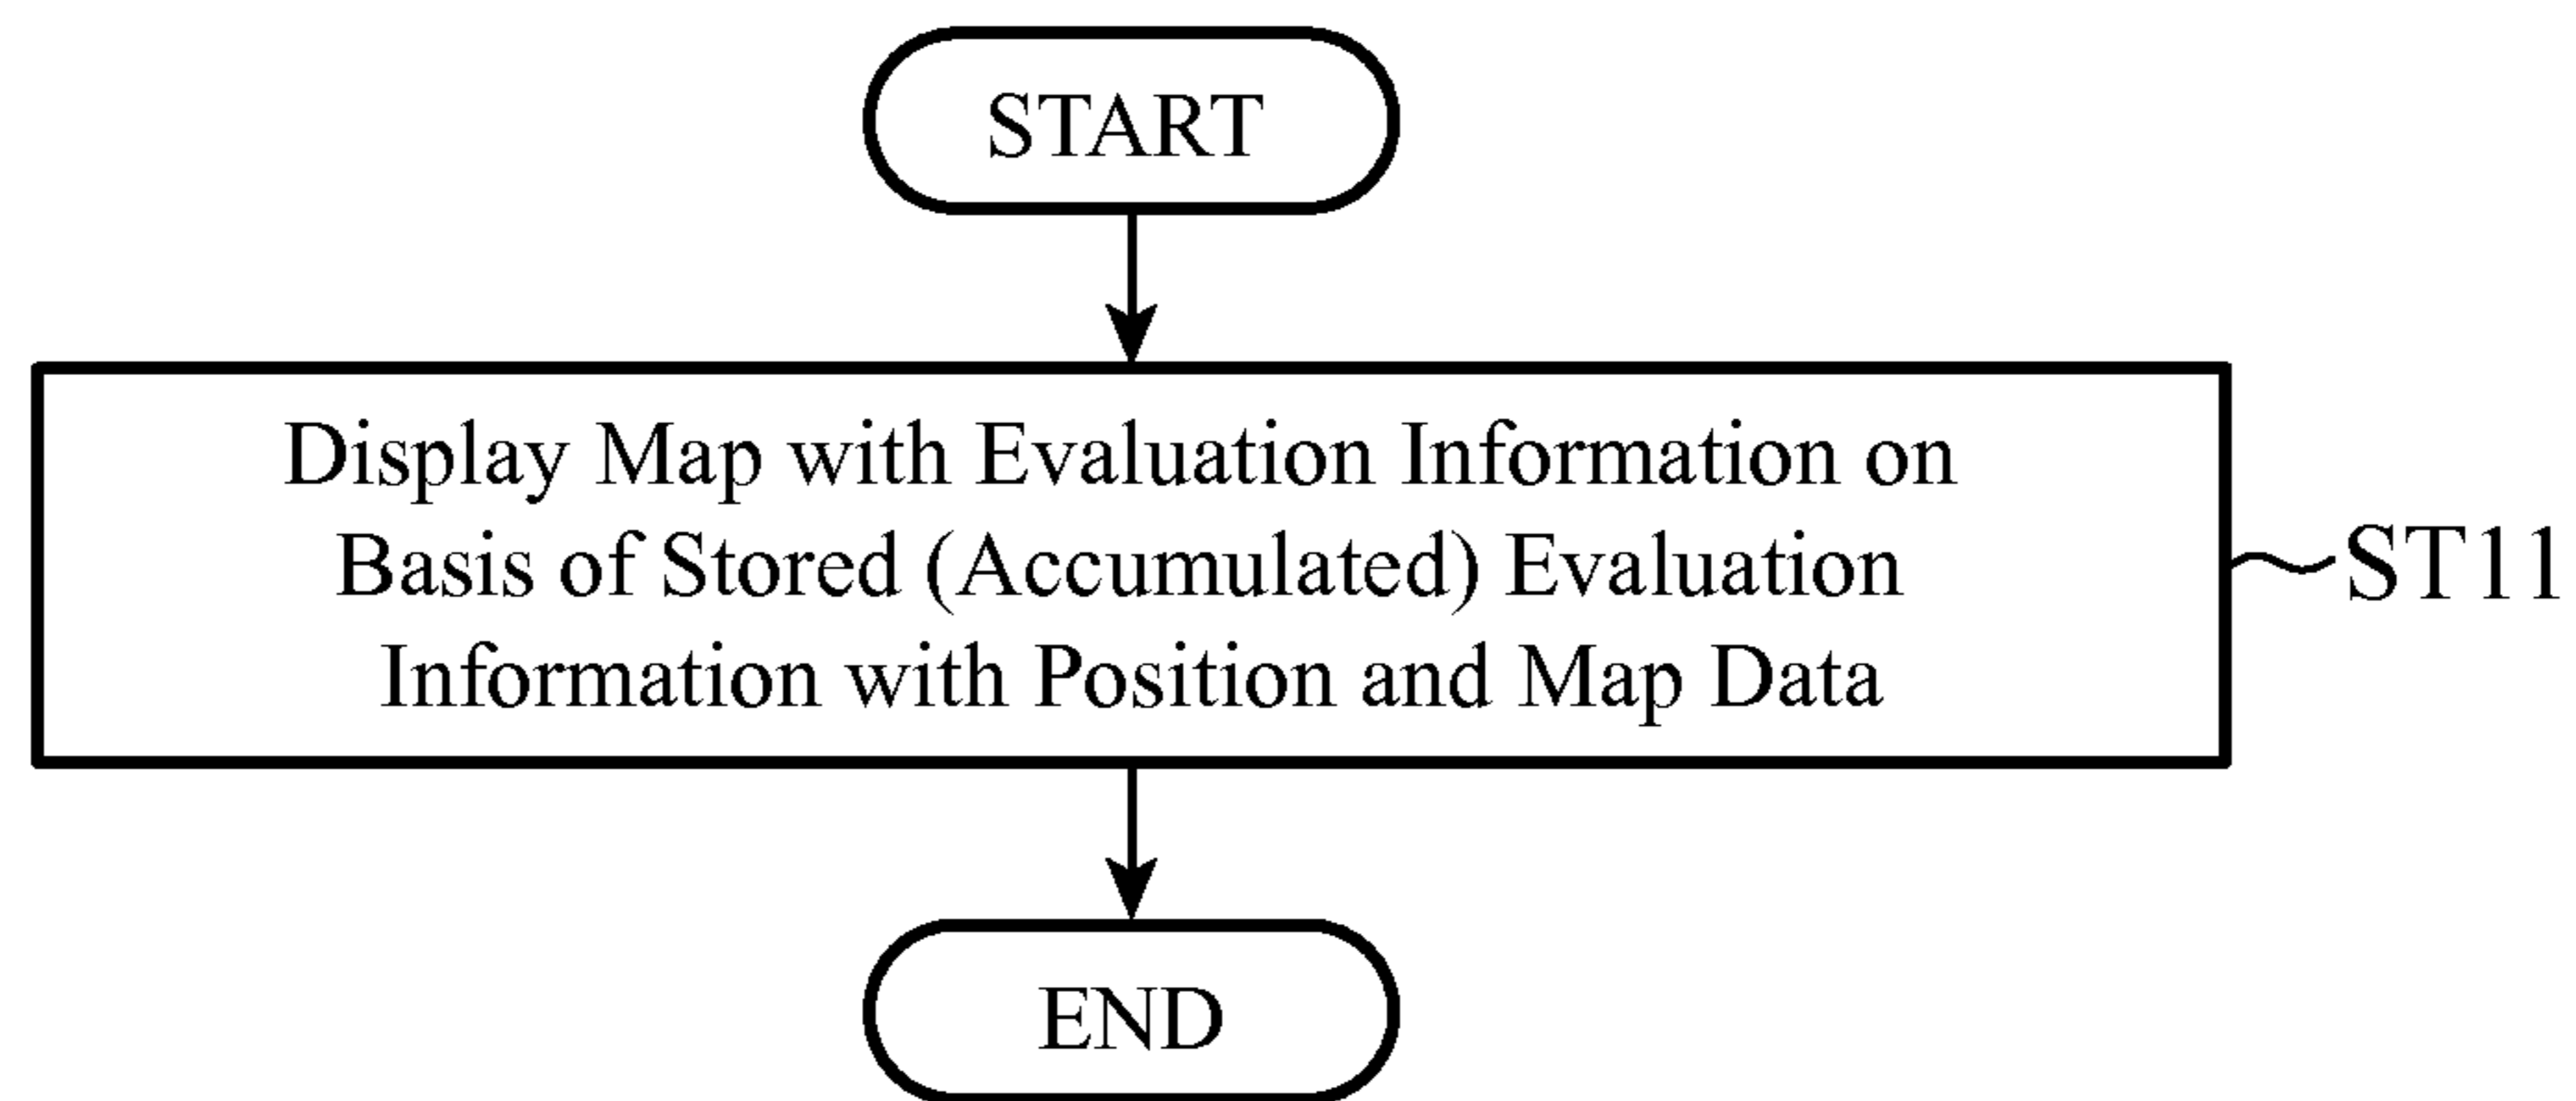 START
Display Map with Evaluation Information on
Basis of Stored (Accumulated) Evaluation
Information with Position and Map Data
ST11
END